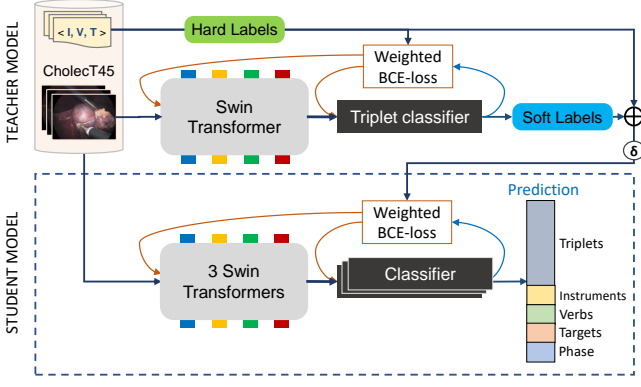 TEACHER MODEL
< I, V, T >
Hard Labels
CholecT45
Weighted
BCE-loss
Swin
Transformer
Triplet classifier
Soft Labels
δ
STUDENT MODEL
Prediction
Weighted
BCE-loss
3 Swin
Transformers
Classifier
Triplets
Instruments
Verbs
Targets
Phase